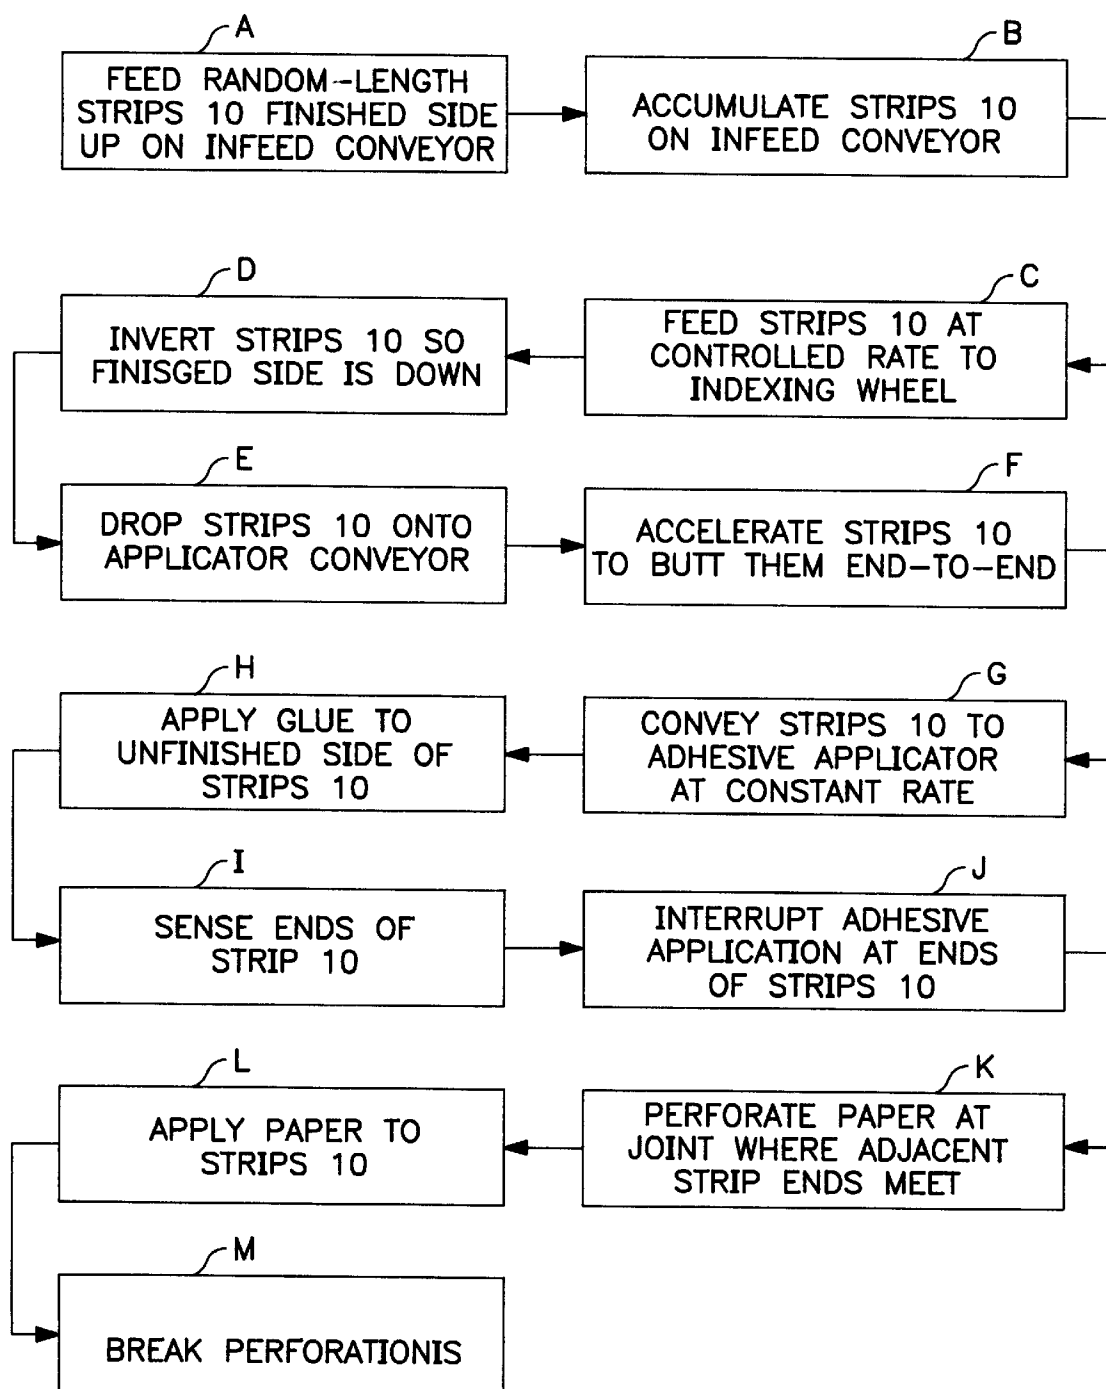 A
FEED RANDOM-LENGTH
STRIPS 10 FINISHED SIDE
UP ON INFEED CONVEYOR
B
ACCUMULATE STRIPS 10
ON INFEED CONVEYOR
C
FEED STRIPS 10 AT
CONTROLLED RATE TO
INDEXING WHEEL
D
INVERT STRIPS 10 SO
FINISGED SIDE IS DOWN
E
DROP STRIPS 10 ONTO
APPLICATOR CONVEYOR
F
ACCELERATE STRIPS 10
TO BUTT THEM END-TO-END
G
CONVEY STRIPS 10 TO
ADHESIVE APPLICATOR
AT CONSTANT RATE
H
APPLY GLUE TO
UNFINISHED SIDE OF
STRIPS 10
I
SENSE ENDS OF
STRIP 10
J
INTERRUPT ADHESIVE
APPLICATION AT ENDS
OF STRIPS 10
K
PERFORATE PAPER AT
JOINT WHERE ADJACENT
STRIP ENDS MEET
L
APPLY PAPER TO
STRIPS 10
M
BREAK PERFORATIONIS